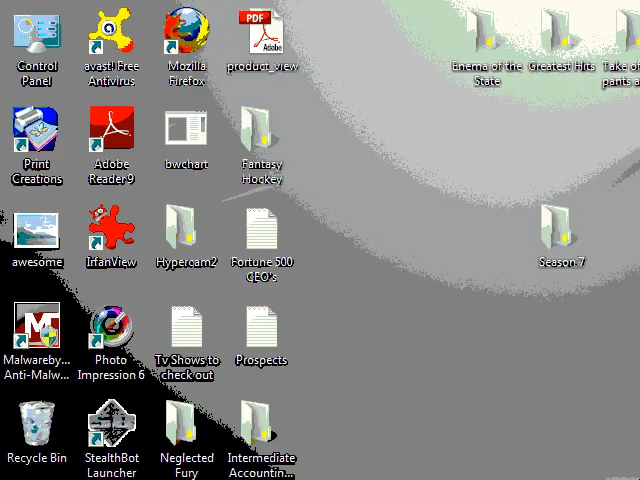 PDF
Adobe
Control
Panel
avast! Free
Antivirus
Mozilla
Firefox
product_view
Enema of the
State
Greatest Hits
Take of
pants a
Print
Creations
Adobe
Reader 9
bwchart
Fantasy
Hockey
awesome
IrfanView
Hypercam2
Fortune 500
CEO"s
Season 7
Malwareby...
Anti-Malw...
Photo
Impression 6
Tv Shows to
check out
Prospects
Recycle Bin
StealthBot
Launcher
Neglected
Fury
Intermediate
Accountin...